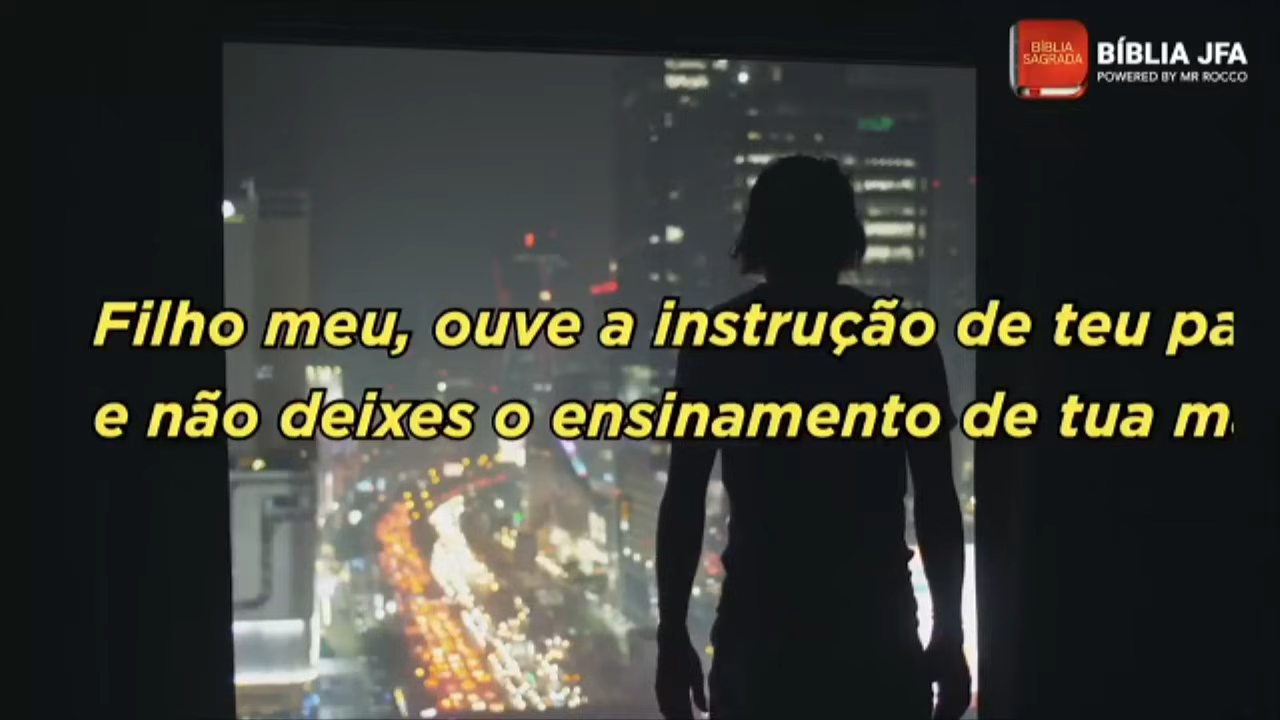 BÍBLIA
SAGRADA
BÍBLIA JFA
POWERED BY MR ROCCO
Filho meu, ouve a instrução de teu pa
e não deixes o ensinamento de tua m